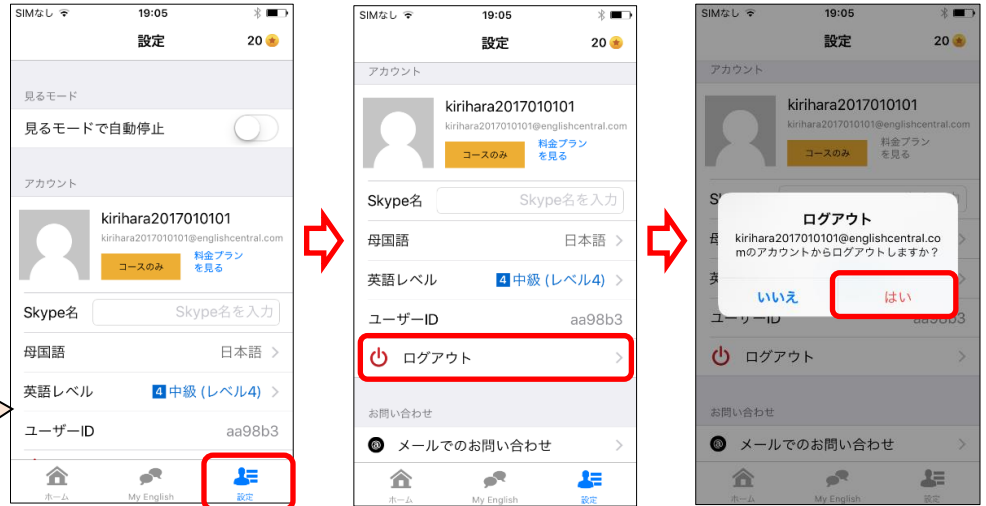 SIMなし 19:05
設定 20
見るモード
見るモードで自動停止
アカウント
kirihara2017010101
kirihara2017010101@englishcentral.com
コースのみ
料金プラン
を見る
Skype名 Skype名を入力
母国語 日本語
英語レベル 4 中級 (レベル4)
ユーザーID aa98b3
ホーム My English 設定
SIMなし 19:05
設定 20
アカウント
kirihara2017010101
kirihara2017010101@englishcentral.com
コースのみ
料金プラン
を見る
Skype名 Skype名を入力
母国語 日本語
英語レベル 4 中級 (レベル4)
ユーザーID aa98b3
ログアウト
お問い合わせ
@ メールでのお問い合わせ
ホーム My English 設定
SIMなし 19:05
設定 20
アカウント
kirihara2017010101
kirihara2017010101@englishcentral.com
コースのみ
料金プラン
を見る
ログアウト
kirihara2017010101@englishcentral.co
mのアカウントからログアウトしますか？
いいえ はい
ユーザーID aa98b3
ログアウト
お問い合わせ
@ メールでのお問い合わせ
ホーム My English 設定